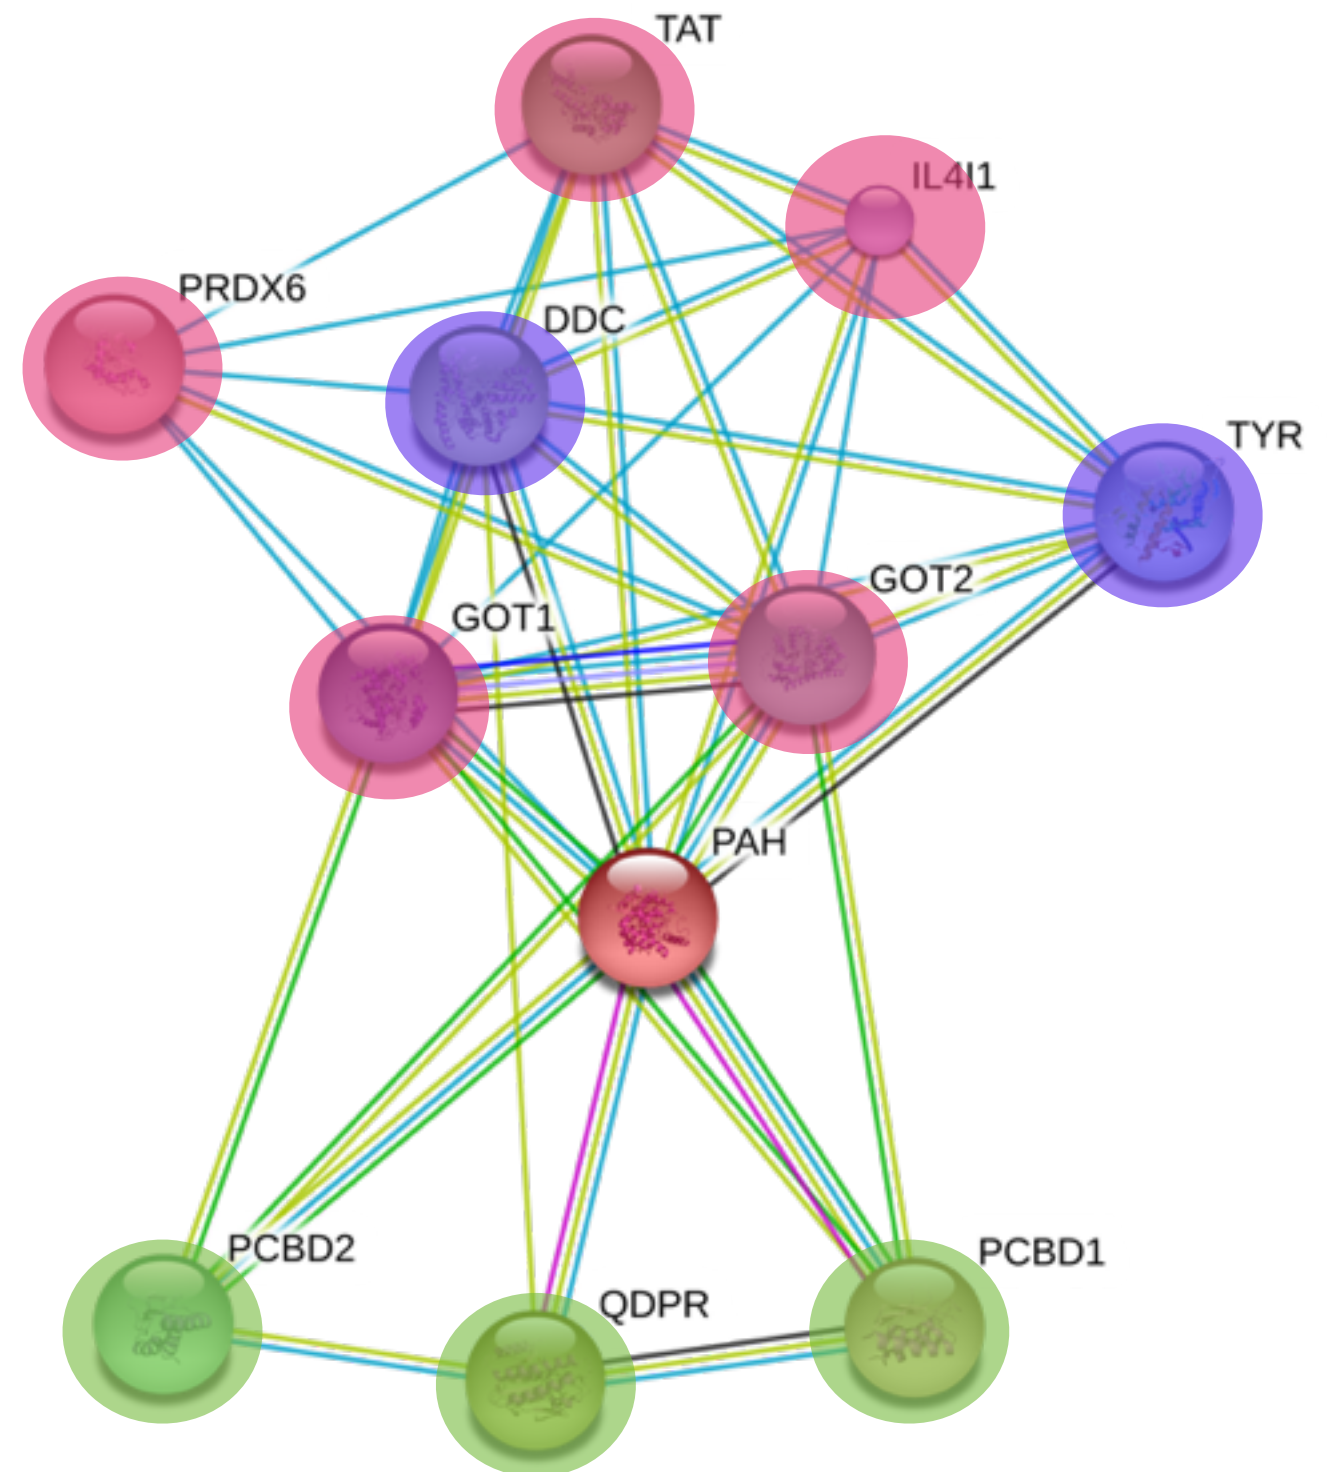 TAT
IL4I1
PRDX6
DDC
TYR
GOT2
GOT1
PAH
PCBD2
PCBD1
QDPR